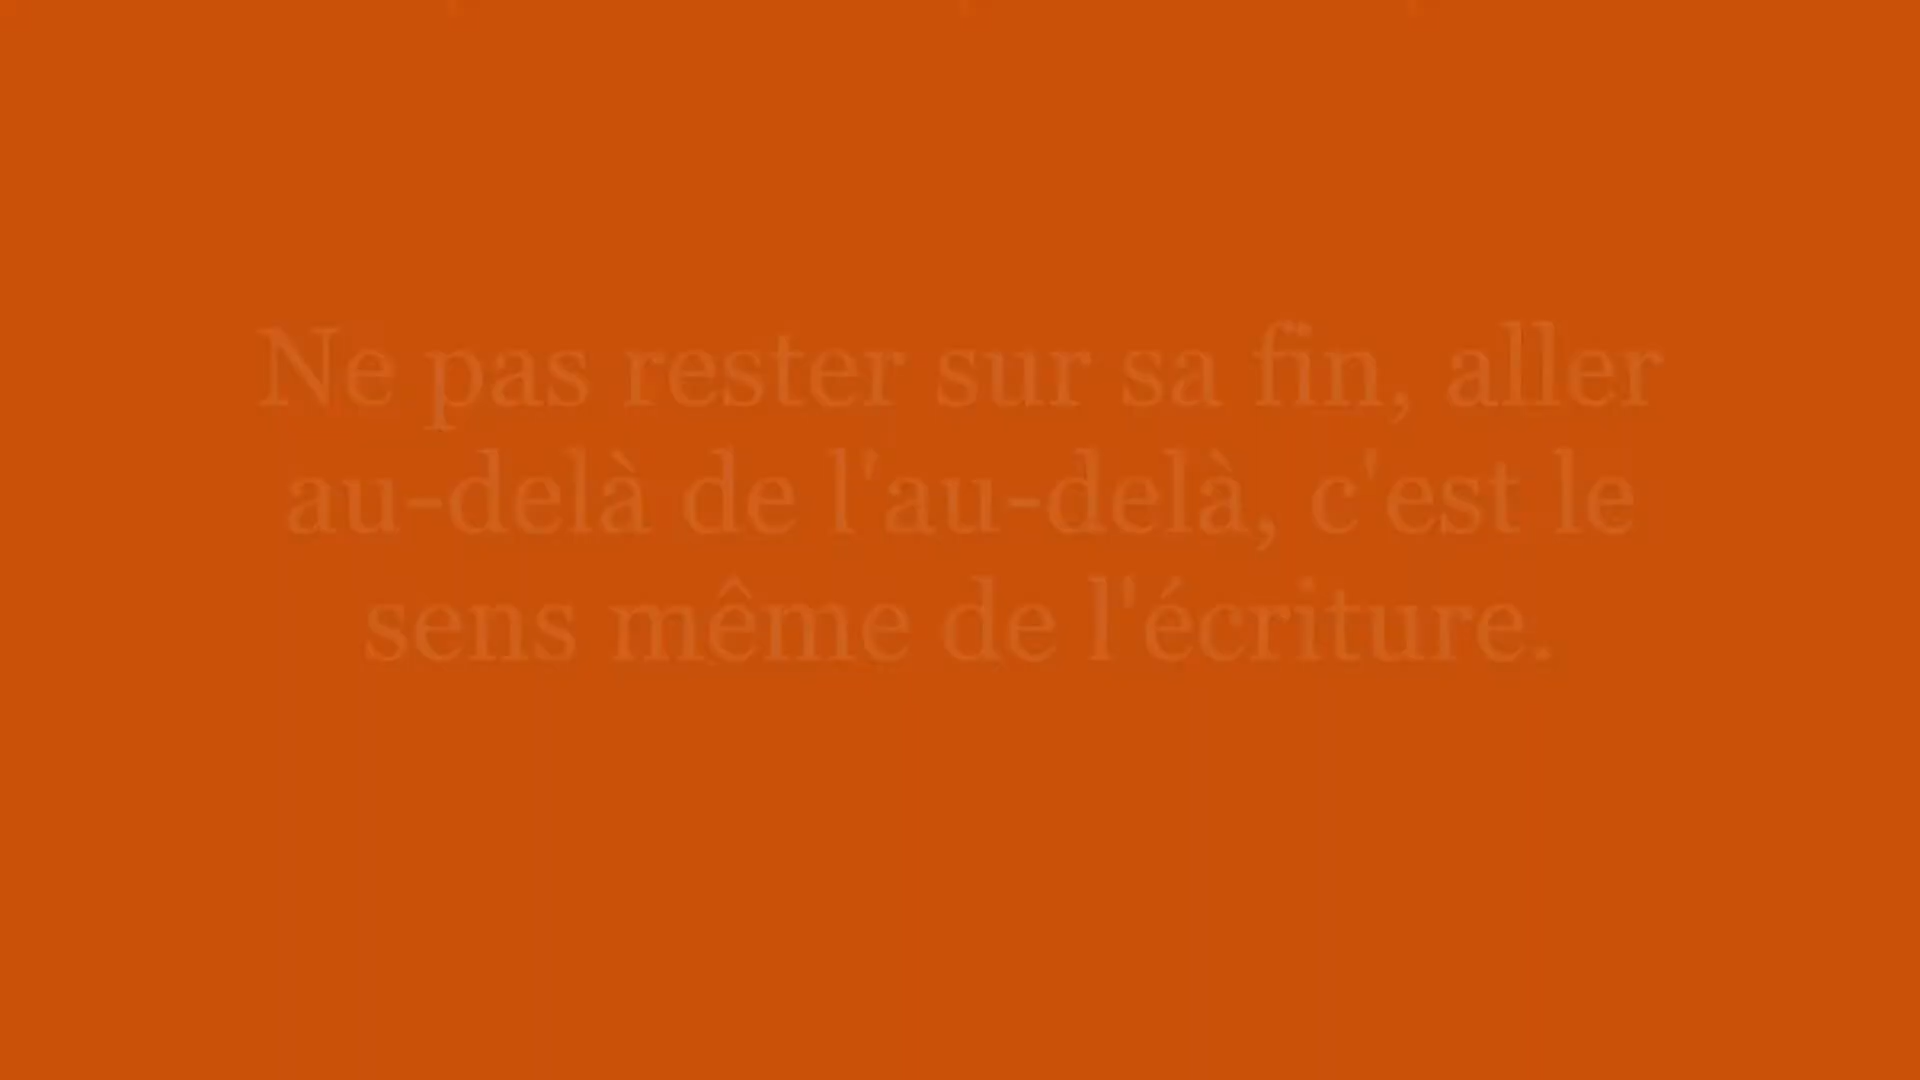 Ne pas rester sur sa fin, aller
au-delà de l'au-delà, c'est le
sens même de l'écriture.